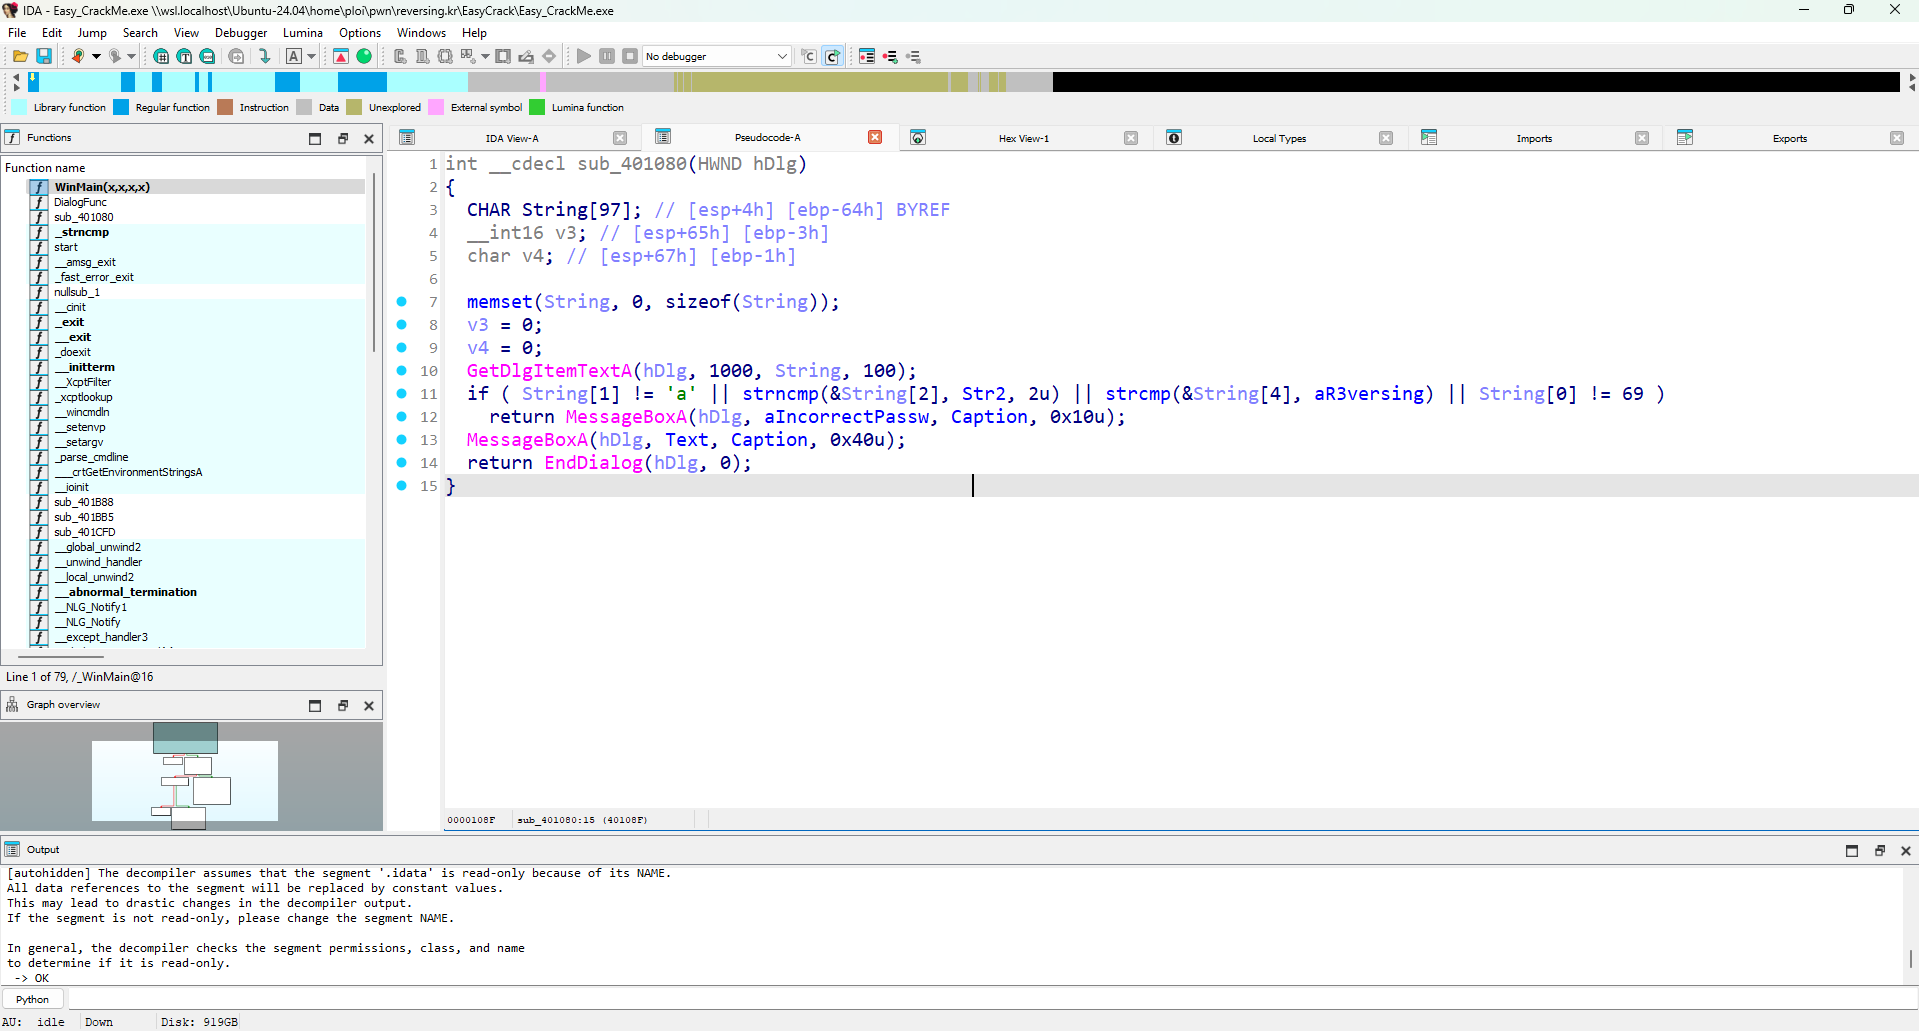 IDA - Easy_CrackMe.exe \\wsl.localhost\Ubuntu-24.04\home\ploi\pwn\reversing.kr\EasyCrack\Easy_CrackMe.exe
File Edit Jump Search View Debugger Lumina Options Windows Help
No debugger
Library function Regular function Instruction Data Unexplored External symbol Lumina function
Functions
Function name
WinMain(x,x,x,x)
DialogFunc
sub_401080
_strncmp
start
__amsg_exit
_fast_error_exit
nullsub_1
__cinit
_exit
__exit
_doexit
__initterm
__XcptFilter
_xcptlookup
__wincmdln
__setenvp
__setargv
_parse_cmdline
___crtGetEnvironmentStringsA
__ioinit
sub_401B88
sub_401BB5
sub_401CFD
__global_unwind2
__unwind_handler
__local_unwind2
__abnormal_termination
__NLG_Notify1
__NLG_Notify
__except_handler3
Line 1 of 79, /_WinMain@16
Graph overview
IDA View-A Pseudocode-A Hex View-1 Local Types Imports Exports
1 int __cdecl sub_401080(HWND hDlg)
2 {
3 CHAR String[97]; // [esp+4h] [ebp-64h] BYREF
4 __int16 v3; // [esp+65h] [ebp-3h]
5 char v4; // [esp+67h] [ebp-1h]
6
7 memset(String, 0, sizeof(String));
8 v3 = 0;
9 v4 = 0;
10 GetDlgItemTextA(hDlg, 1000, String, 100);
11 if ( String[1] != 'a' || strncmp(&String[2], Str2, 2u) || strcmp(&String[4], aR3versing) || String[0] != 69 )
12 return MessageBoxA(hDlg, aIncorrectPassw, Caption, 0x10u);
13 MessageBoxA(hDlg, Text, Caption, 0x40u);
14 return EndDialog(hDlg, 0);
15 }
0000108F sub_401080:15 (40108F)
Output
[autohidden] The decompiler assumes that the segment '.idata' is read-only because of its NAME.
All data references to the segment will be replaced by constant values.
This may lead to drastic changes in the decompiler output.
If the segment is not read-only, please change the segment NAME.
In general, the decompiler checks the segment permissions, class, and name
to determine if it is read-only.
-> OK
Python
AU: idle Down Disk: 919GB